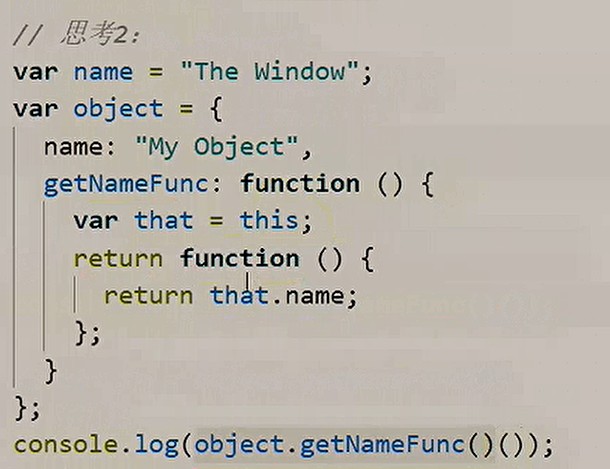 // 思考2:
var name = "The Window";
var object = {
  name: "My Object",
  getNameFunc: function () {
    var that = this;
    return function () {
      return that.name;
    };
  }
};
console.log(object.getNameFunc()());